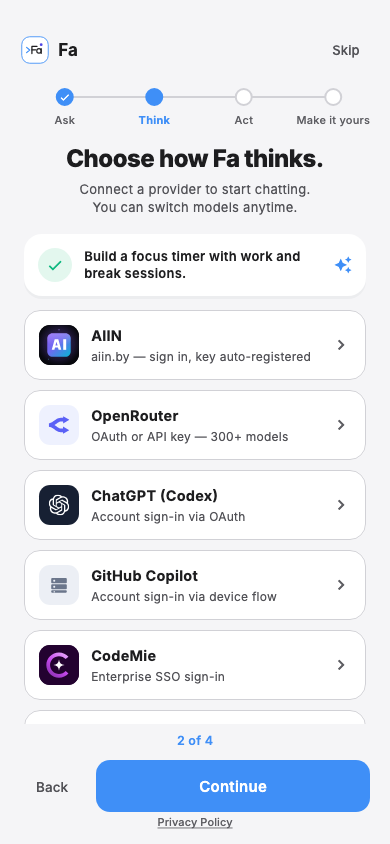 >Fa
Fa
Skip
Ask
Think
Act
Make it yours
Choose how Fa thinks.
Connect a provider to start chatting.
You can switch models anytime.
Build a focus timer with work and
break sessions.
AI
AIIN
aiin.by — sign in, key auto-registered
OpenRouter
OAuth or API key — 300+ models
ChatGPT (Codex)
Account sign-in via OAuth
GitHub Copilot
Account sign-in via device flow
CodeMie
Enterprise SSO sign-in
2 of 4
Back
Continue
Privacy Policy